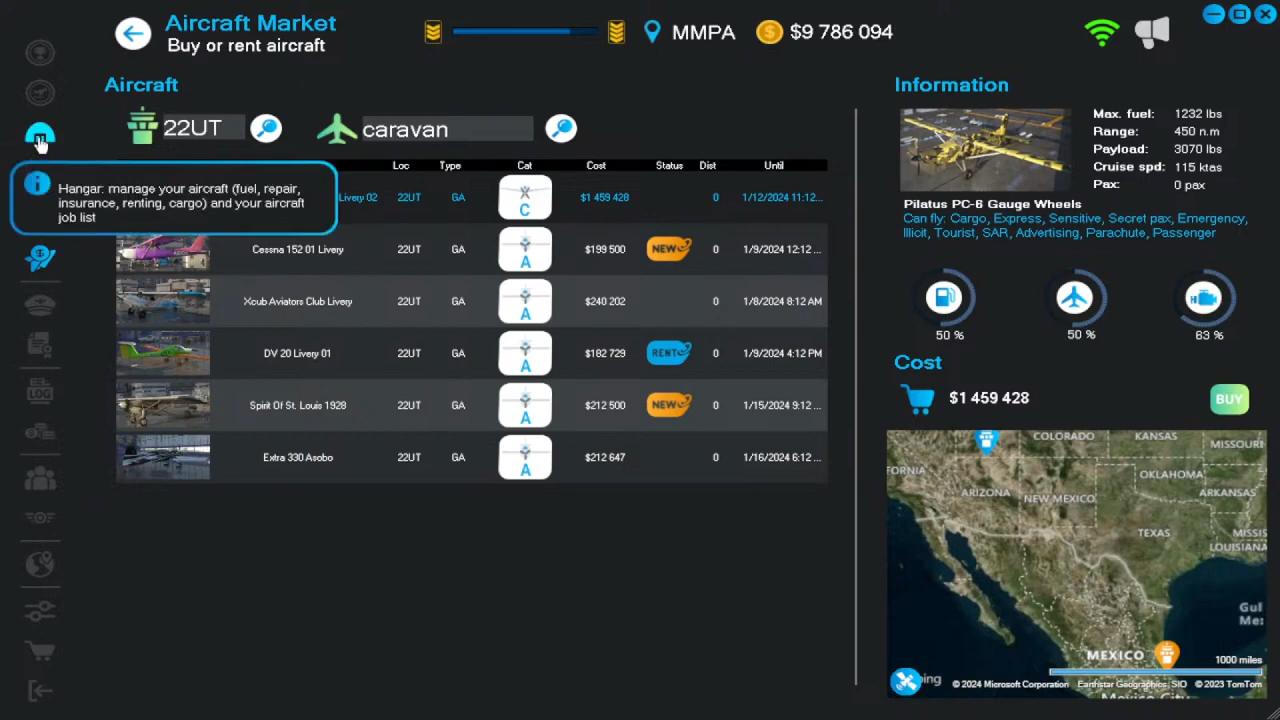 Aircraft Market
Buy or rent aircraft
MMPA
$9 786 094
Aircraft
22UT
caravan
Loc Type Cat Cost Status Dist Until
Livery 02 22UT GA C $1 459 428 0 1/12/2024 11:12...
Hangar: manage your aircraft (fuel, repair,
insurance, renting, cargo) and your aircraft
job list
Cessna 152 01 Livery 22UT GA A $199 500 NEW 0 1/9/2024 12:12 ...
Xcub Aviators Club Livery 22UT GA A $240 202 0 1/8/2024 8:12 AM
DV 20 Livery 01 22UT GA A $182 729 RENT 0 1/9/2024 4:12 PM
Spirit Of St. Louis 1928 22UT GA A $212 500 NEW 0 1/15/2024 9:12 ...
Extra 330 Asobo 22UT GA A $212 647 0 1/16/2024 6:12 ...
LOG
Information
Max. fuel: 1232 lbs
Range: 450 n.m
Payload: 3070 lbs
Cruise spd: 115 ktas
Pax: 0 pax
Pilatus PC-6 Gauge Wheels
Can fly: Cargo, Express, Sensitive, Secret pax, Emergency,
Illicit, Tourist, SAR, Advertising, Parachute, Passenger
50 %
50 %
63 %
Cost
$1 459 428
BUY
COLORADO
KANSAS
MISSOURI
FORNIA
OKLAHOMA
ARIZONA
NEW MEXICO
ARKANSAS
TEXAS
MISSIS
LOUISIANA
Gul
Me:
MEXICO
1000 miles
© 2024 Microsoft Corporation Earthstar Geographics SIO © 2023 TomTom
Mexico City